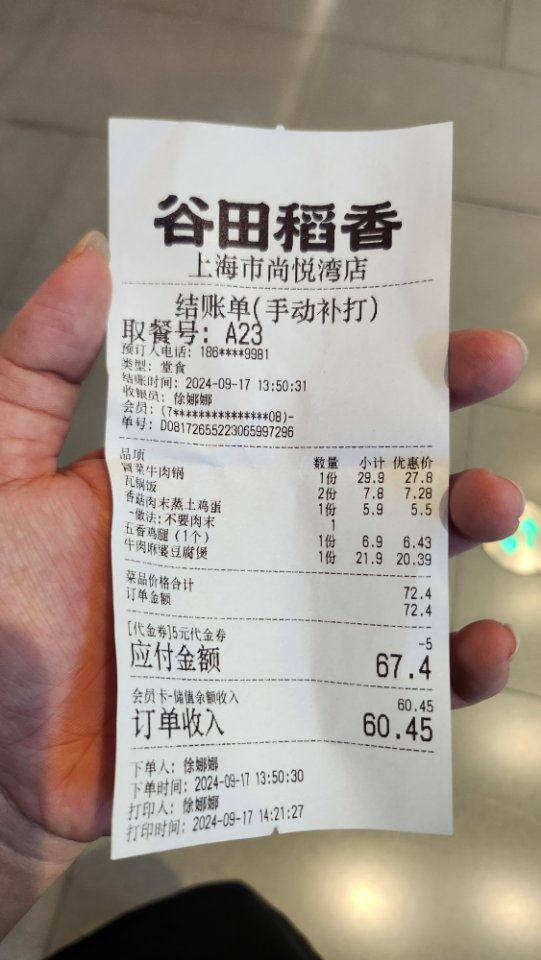 谷田稻香
上海市尚悦湾店
结账单(手动补打)
取餐号: A23
预订人电话: 186****9981
类型: 堂食
结账时间: 2024-09-17 13:50:31
收银员: 徐娜娜
会员: (7***************08)-
单号: D08172655223065997296
品项 数量 小计 优惠价
冒菜牛肉锅 1份 29.9 27.8
瓦锅饭 2份 7.8 7.28
香菇肉末蒸土鸡蛋 1份 5.9 5.5
-做法:不要肉末 1
五香鸡腿(1个) 1份 6.9 6.43
牛肉麻婆豆腐煲 1份 21.9 20.39
菜品价格合计 72.4
订单金额 72.4
[代金券]5元代金券 -5
应付金额 67.4
会员卡-储值余额收入 60.45
订单收入 60.45
下单人: 徐娜娜
下单时间: 2024-09-17 13:50:30
打印人: 徐娜娜
打印时间: 2024-09-17 14:21:27